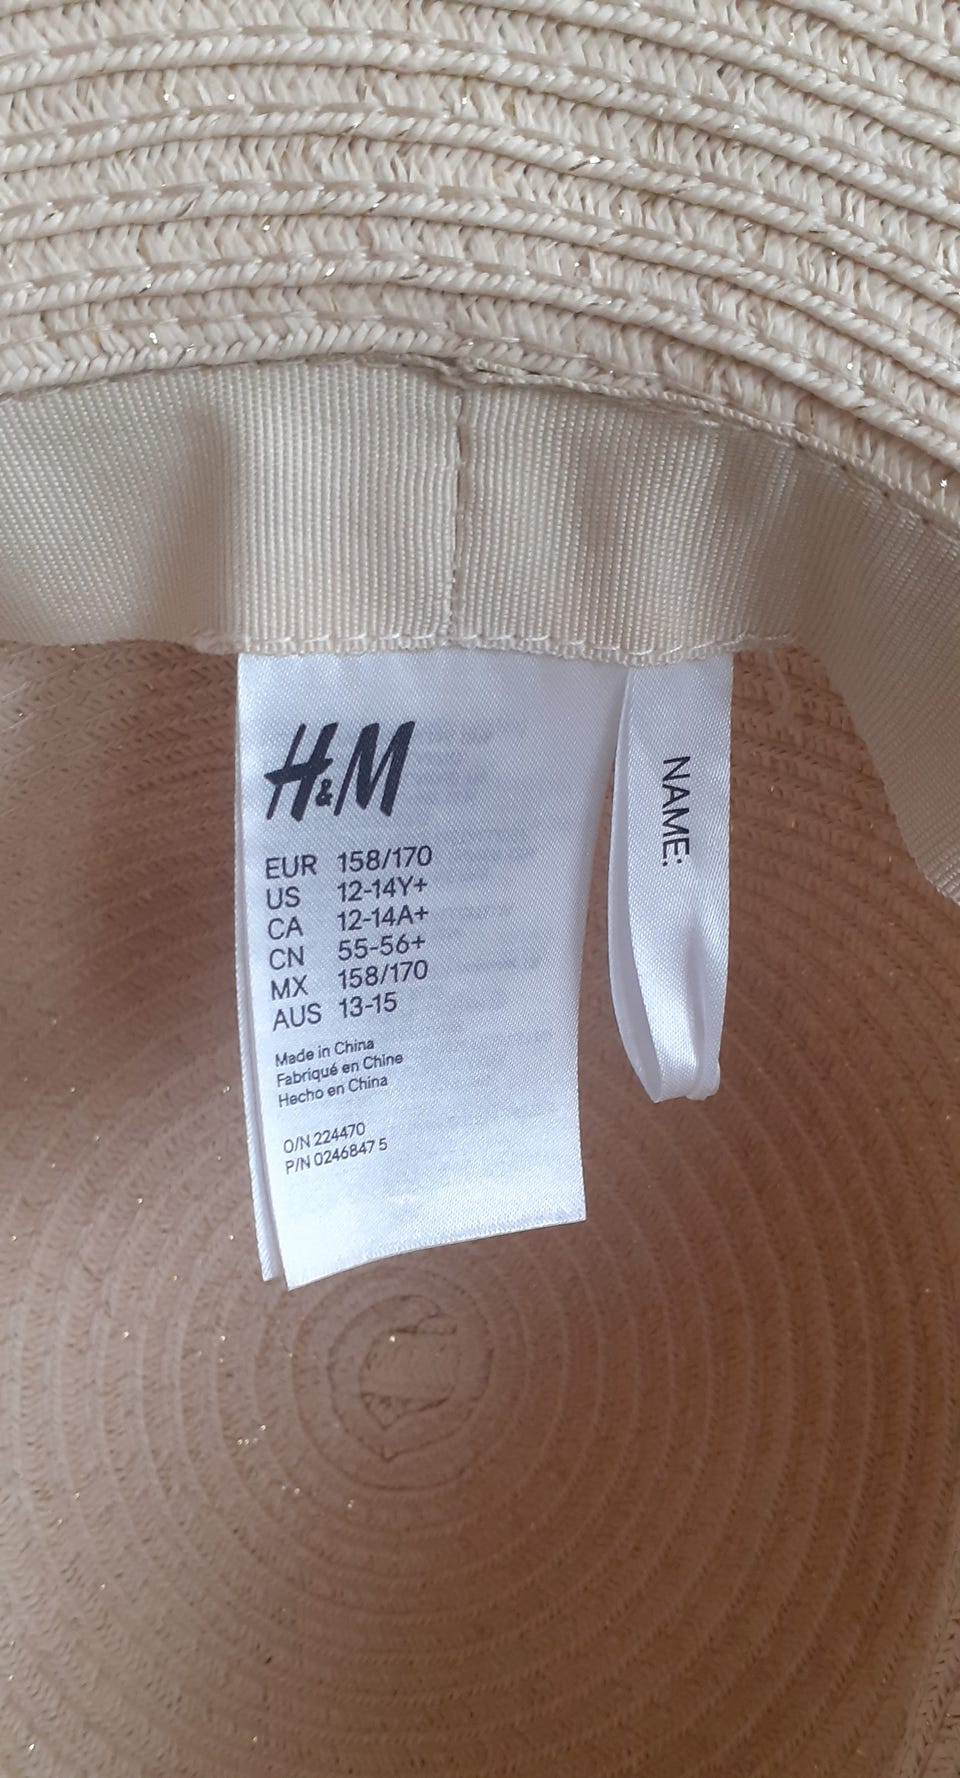 H&M
EUR 158/170
US 12-14Y+
CA 12-14A+
CN 55-56+
MX 158/170
AUS 13-15
Made in China
Fabriqué en Chine
Hecho en China
O/N 224470
P/N 0246847 5
NAME: